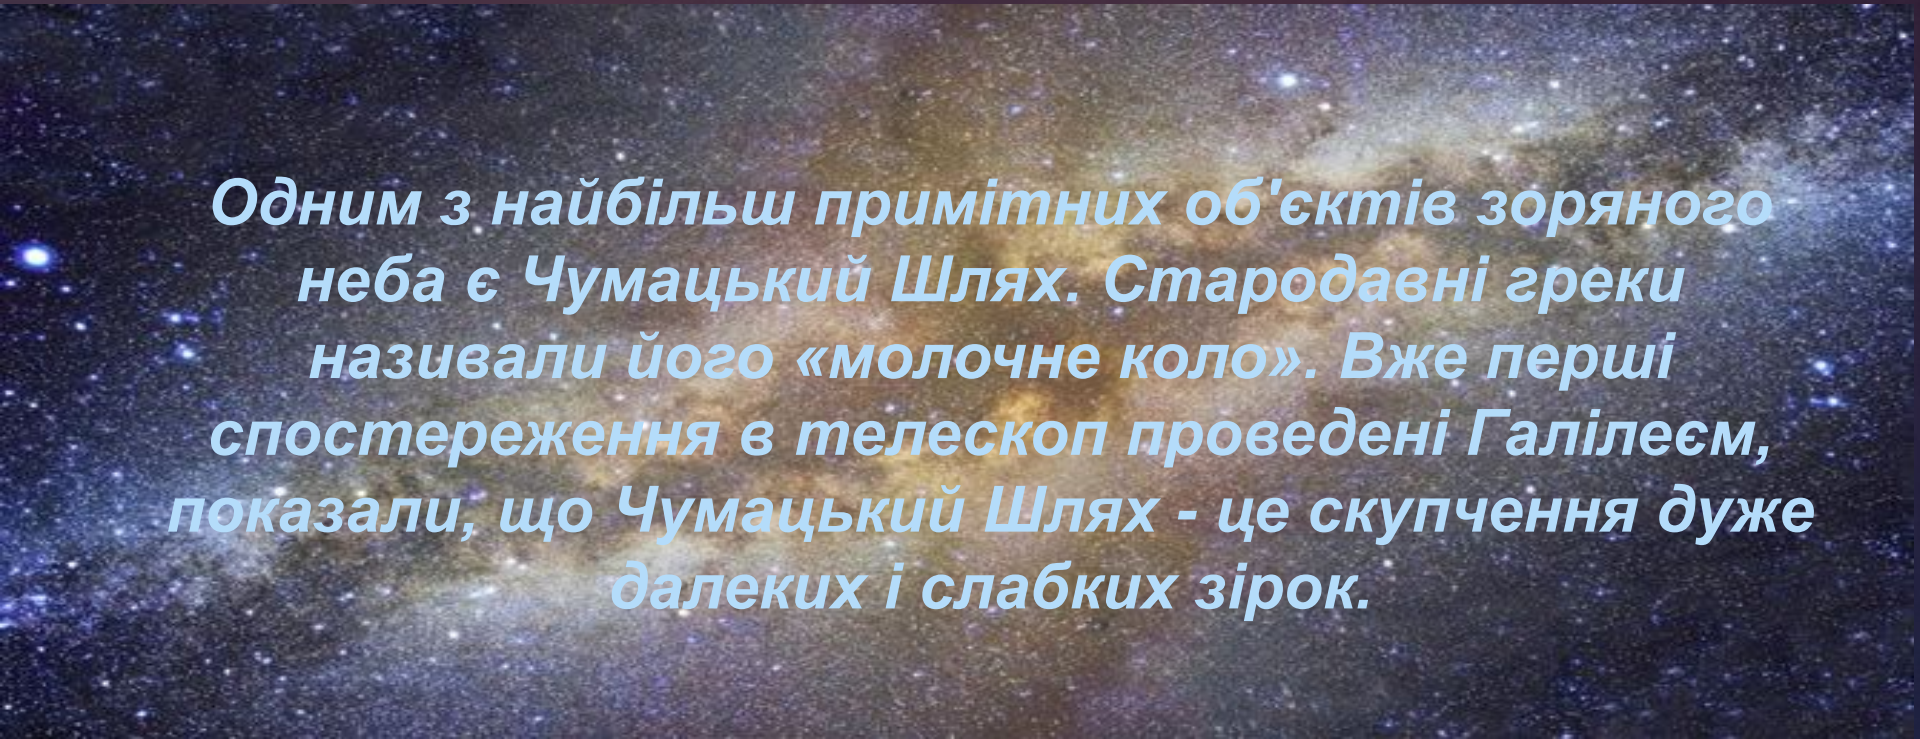 Одним з найбільш примітних об'єктів зоряного
неба є Чумацький Шлях. Стародавні греки
називали його «молочне коло». Вже перші
спостереження в телескоп проведені Галілеєм,
показали, що Чумацький Шлях - це скупчення дуже
далеких і слабких зірок.